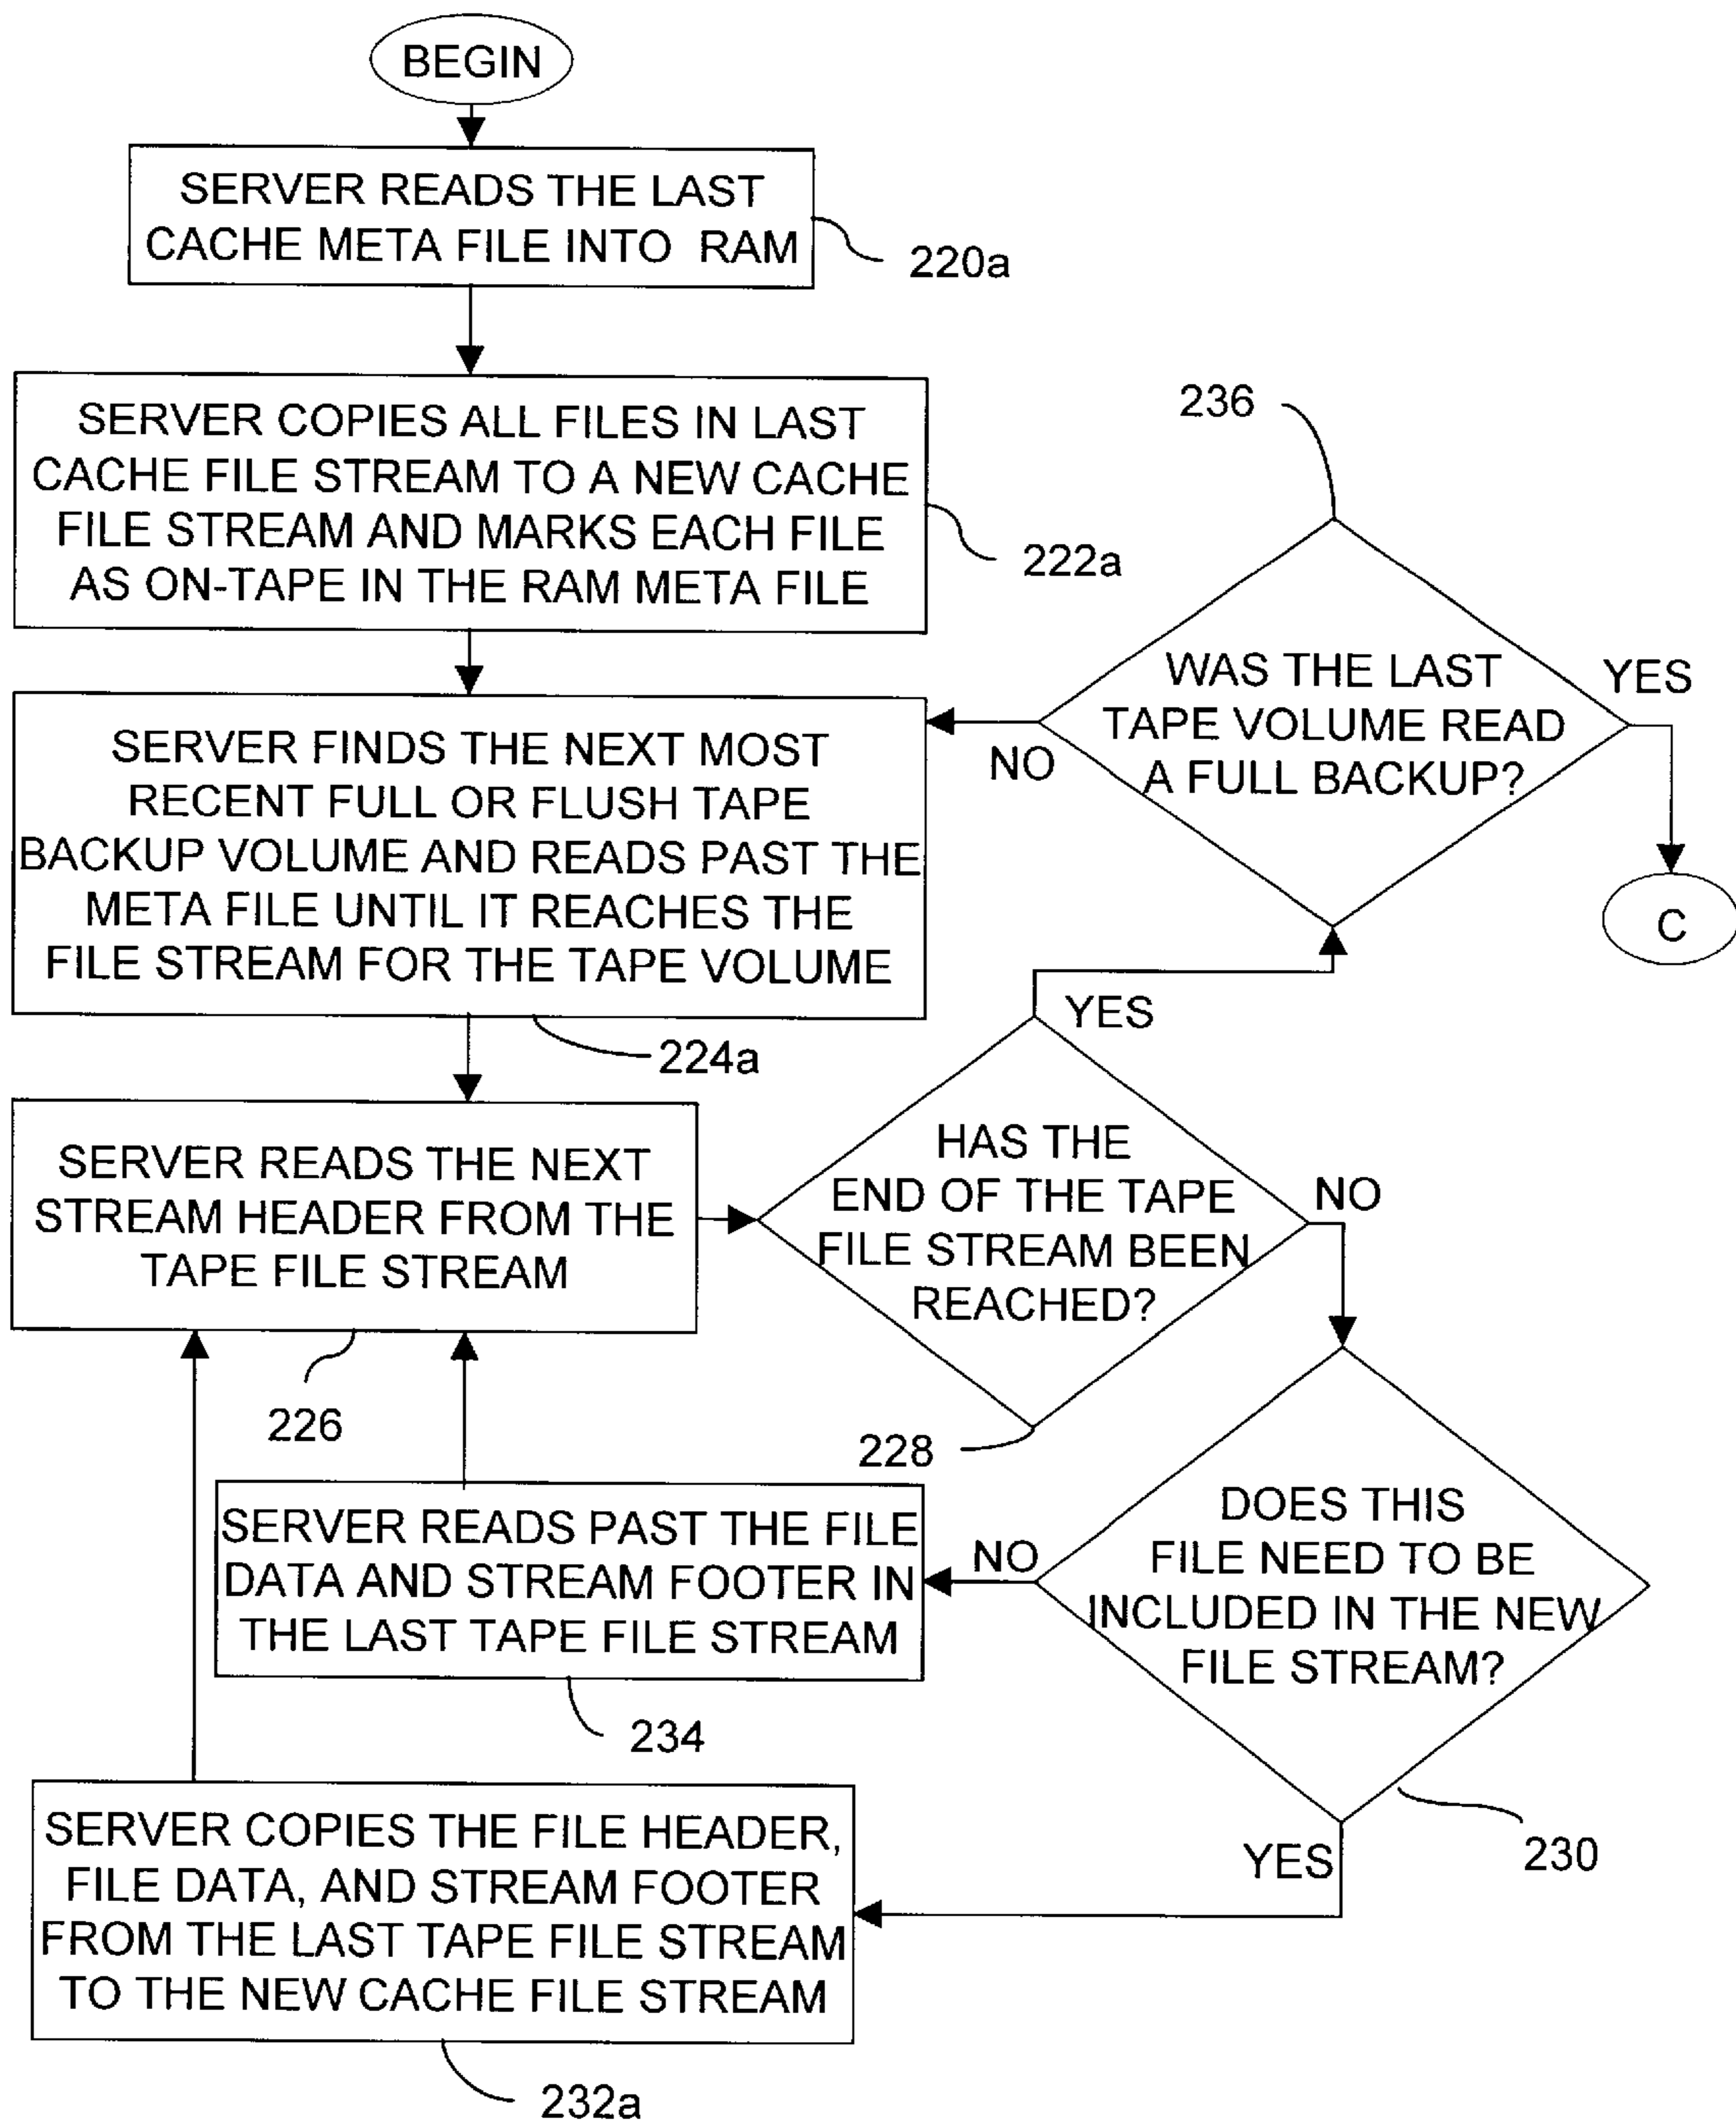 BEGIN
SERVER READS THE LAST
CACHE META FILE INTO RAM
220a
SERVER COPIES ALL FILES IN LAST
CACHE FILE STREAM TO A NEW CACHE
FILE STREAM AND MARKS EACH FILE
AS ON-TAPE IN THE RAM META FILE
222a
236
WAS THE LAST
TAPE VOLUME READ
A FULL BACKUP?
YES
NO
C
SERVER FINDS THE NEXT MOST
RECENT FULL OR FLUSH TAPE
BACKUP VOLUME AND READS PAST THE
META FILE UNTIL IT REACHES THE
FILE STREAM FOR THE TAPE VOLUME
224a
SERVER READS THE NEXT
STREAM HEADER FROM THE
TAPE FILE STREAM
226
YES
HAS THE
END OF THE TAPE
FILE STREAM BEEN
REACHED?
NO
228
SERVER READS PAST THE FILE
DATA AND STREAM FOOTER IN
THE LAST TAPE FILE STREAM
234
NO
DOES THIS
FILE NEED TO BE
INCLUDED IN THE NEW
FILE STREAM?
YES
230
SERVER COPIES THE FILE HEADER,
FILE DATA, AND STREAM FOOTER
FROM THE LAST TAPE FILE STREAM
TO THE NEW CACHE FILE STREAM
232a